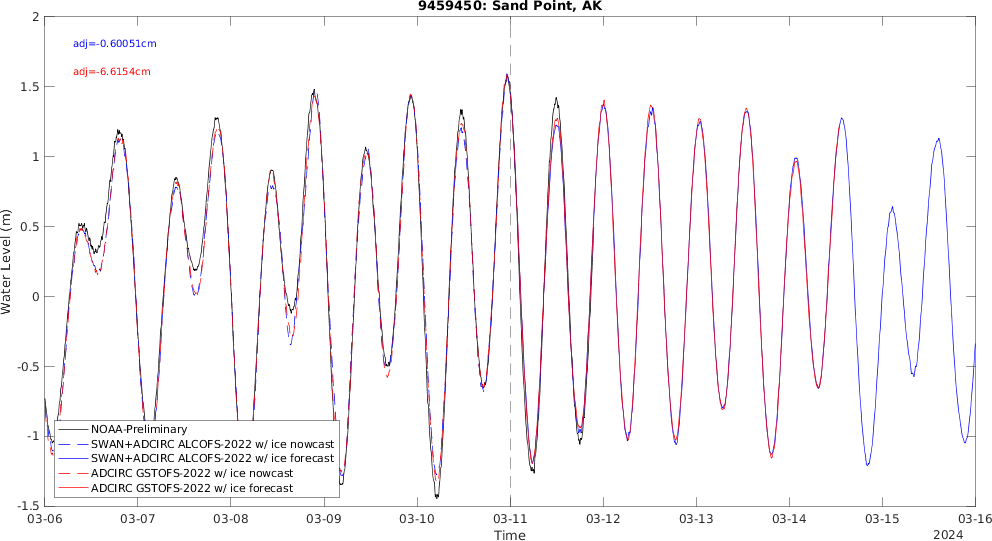 9459450: Sand Point, AK
adj=-0.60051cm
adj=-6.6154cm
Water Level (m)
2
1.5
1
0.5
0
-0.5
-1
-1.5
NOAA-Preliminary
SWAN+ADCIRC ALCOFS-2022 w/ ice nowcast
SWAN+ADCIRC ALCOFS-2022 w/ ice forecast
ADCIRC GSTOFS-2022 w/ ice nowcast
ADCIRC GSTOFS-2022 w/ ice forecast
03-06 03-07 03-08 03-09 03-10 03-11 03-12 03-13 03-14 03-15 03-16
Time
2024